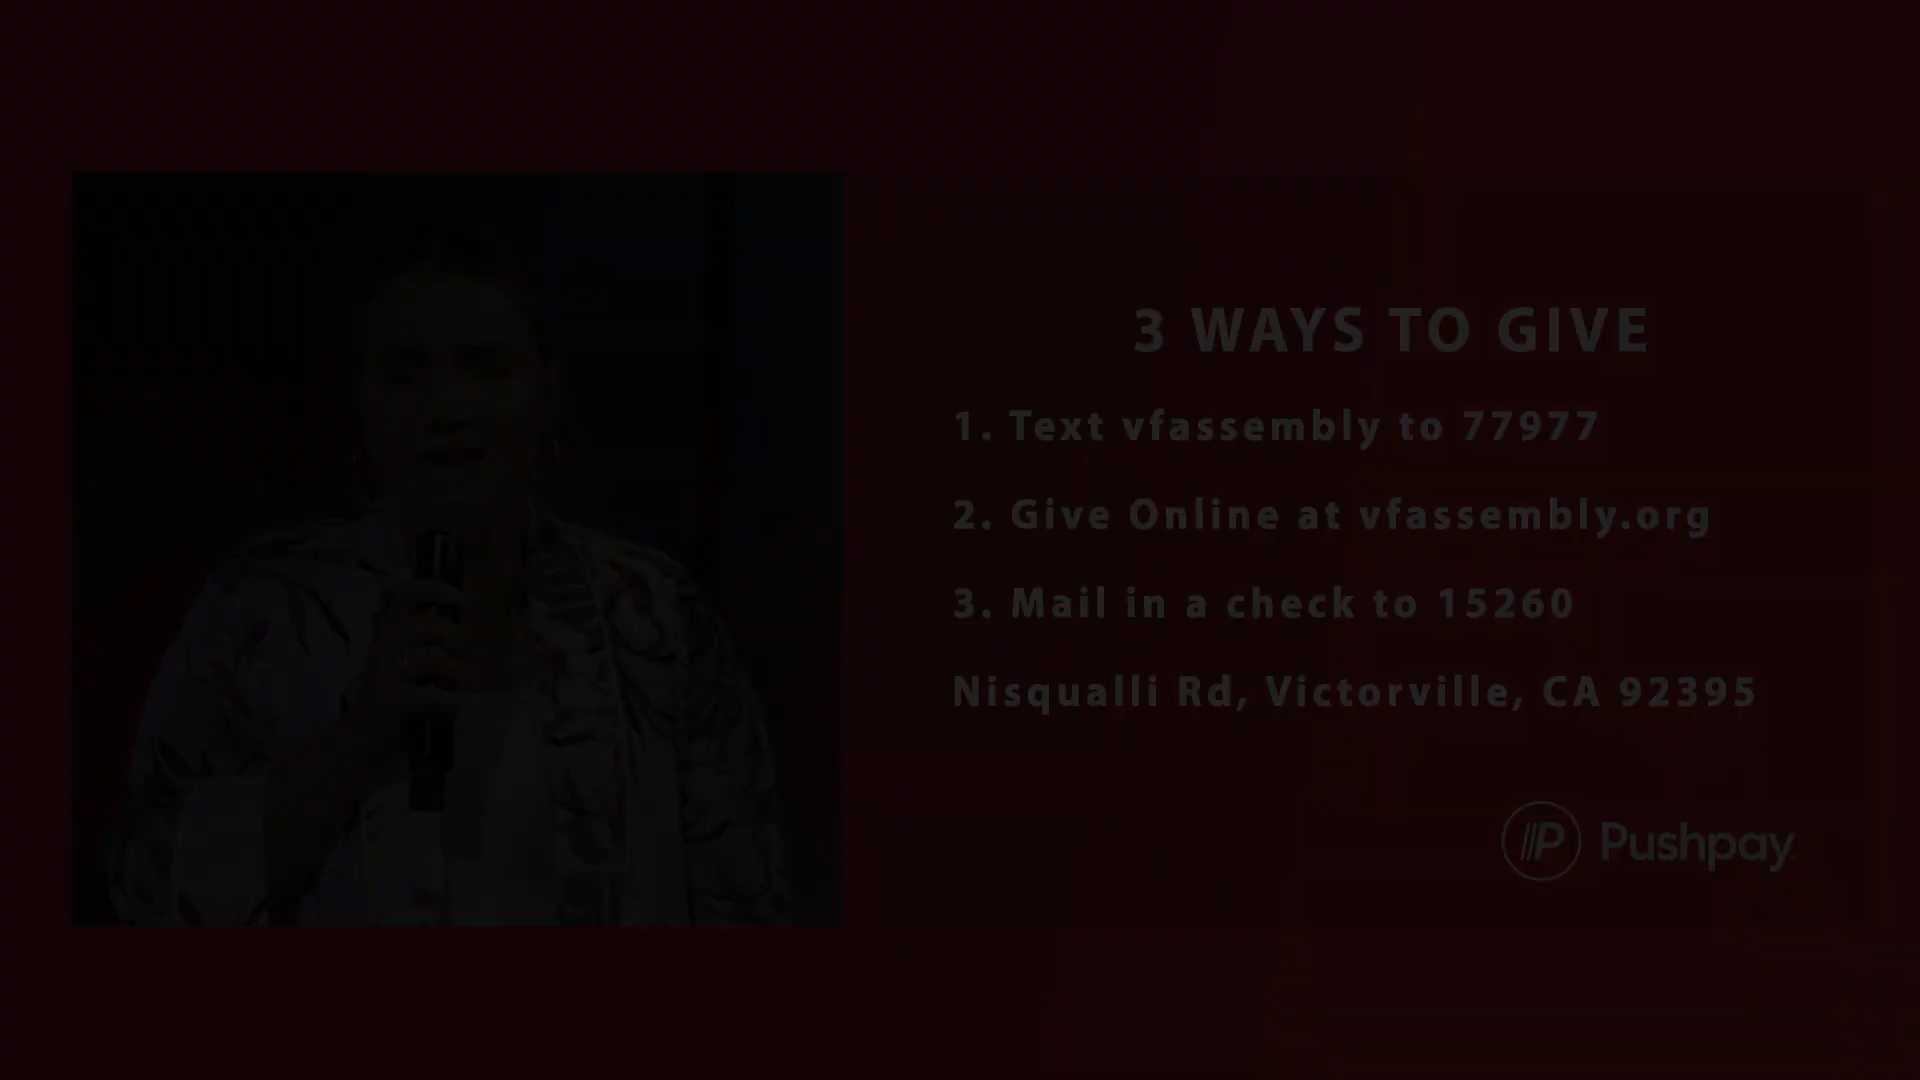 3 WAYS TO GIVE
1. Text vfassembly to 77977
2. Give Online at vfassembly.org
3. Mail in a check to 15260
Nisqualli Rd, Victorville, CA 92395
Pushpay